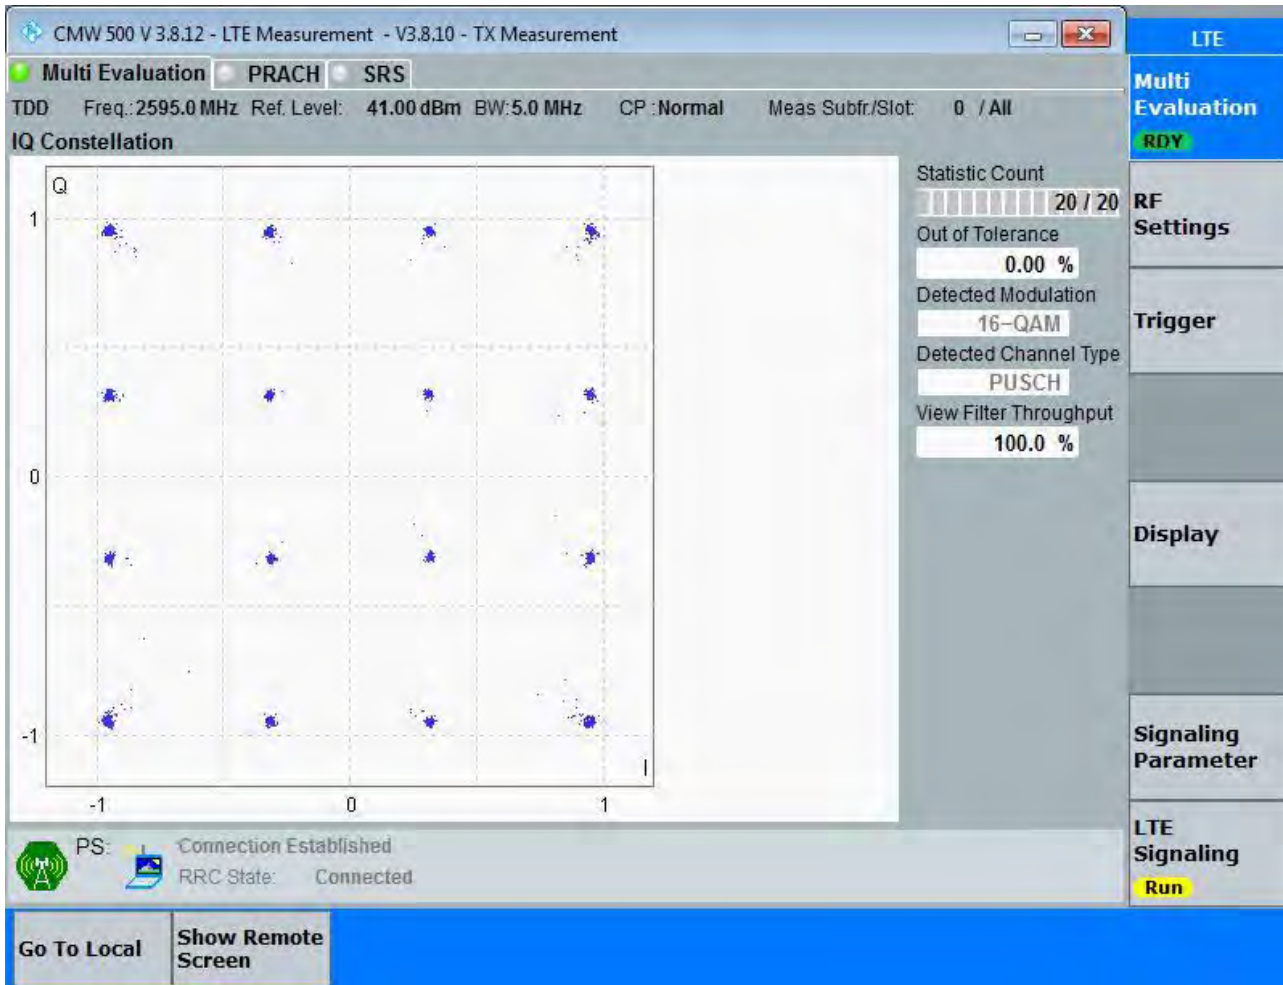 CMW 500 V 3.8.12 - LTE Measurement - V3.8.10 - TX Measurement
LTE
Multi Evaluation PRACH SRS
TDD Freq.: 2595.0 MHz Ref. Level: 41.00 dBm BW: 5.0 MHz CP : Normal Meas Subfr./Slot: 0 / All
IQ Constellation
Q
1
0
-1
-1 0 1
I
Statistic Count
20 / 20
Out of Tolerance
0.00 %
Detected Modulation
16-QAM
Detected Channel Type
PUSCH
View Filter Throughput
100.0 %
Multi
Evaluation
RDY
RF
Settings
Trigger
Display
Signaling
Parameter
LTE
Signaling
Run
PS: Connection Established
RRC State: Connected
Go To Local
Show Remote
Screen